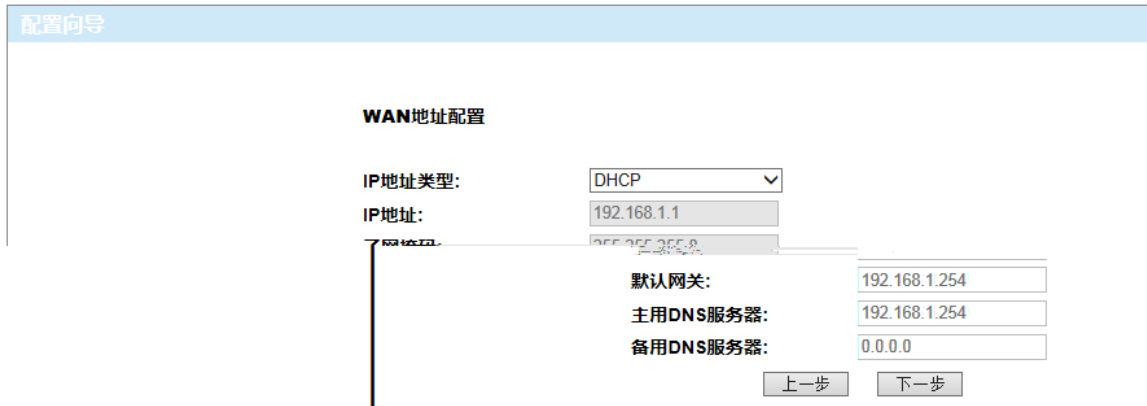 配置向导
WAN地址配置
IP地址类型: DHCP
IP地址: 192.168.1.1
默认网关: 192.168.1.254
主用DNS服务器: 192.168.1.254
备用DNS服务器: 0.0.0.0
上一步 下一步